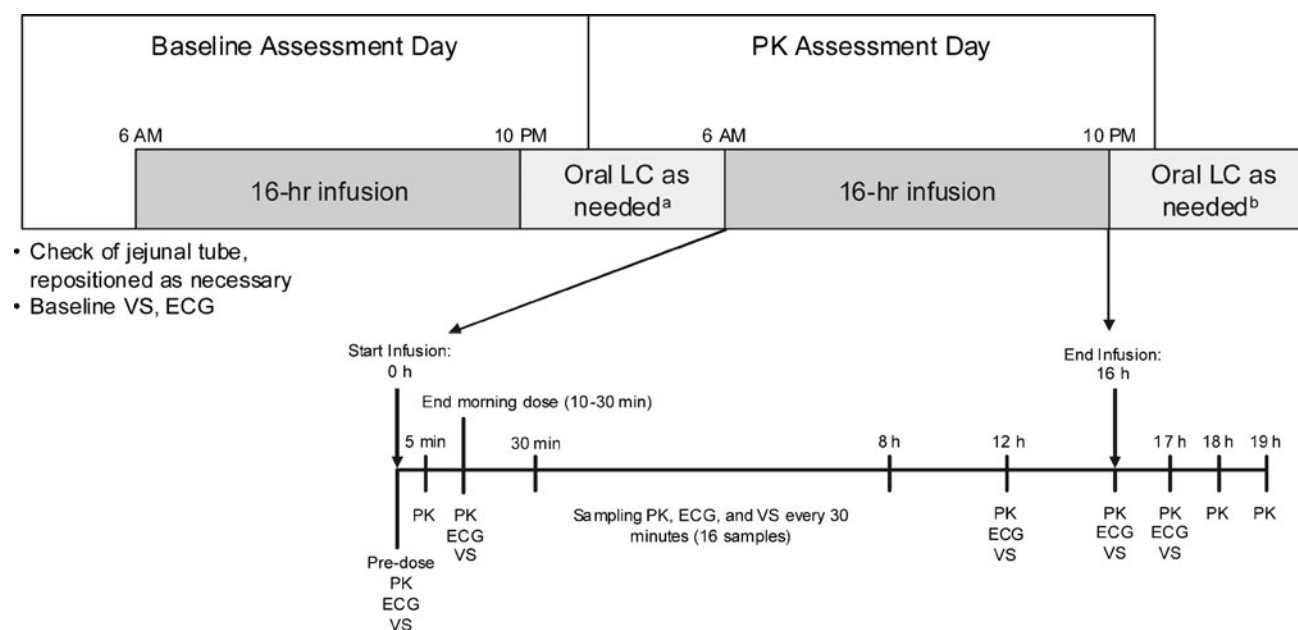 Baseline Assessment Day
PK Assessment Day
6 AM
10 PM
6 AM
10 PM
16-hr infusion
Oral LC as
neededᵃ
16-hr infusion
Oral LC as
neededᵇ
• Check of jejunal tube,
repositioned as necessary
• Baseline VS, ECG
Start Infusion:
0 h
End Infusion:
16 h
End morning dose (10-30 min)
5 min
30 min
8 h
12 h
17 h
18 h
19 h
PK
PK
ECG
VS
Sampling PK, ECG, and VS every 30
minutes (16 samples)
PK
ECG
VS
PK
ECG
VS
PK
ECG
VS
PK
PK
Pre-dose
PK
ECG
VS